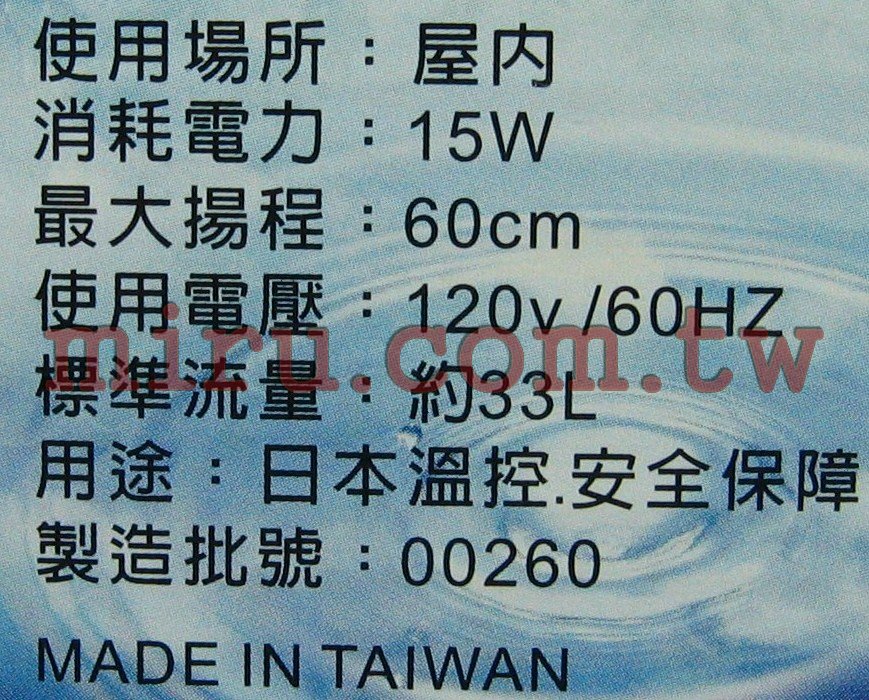 使用場所：屋内
消耗電力：15W
最大揚程：60cm
使用電壓：120v /60HZ
miru.com.tw
標準流量：約33L
用途：日本溫控.安全保障
製造批號：00260
MADE IN TAIWAN